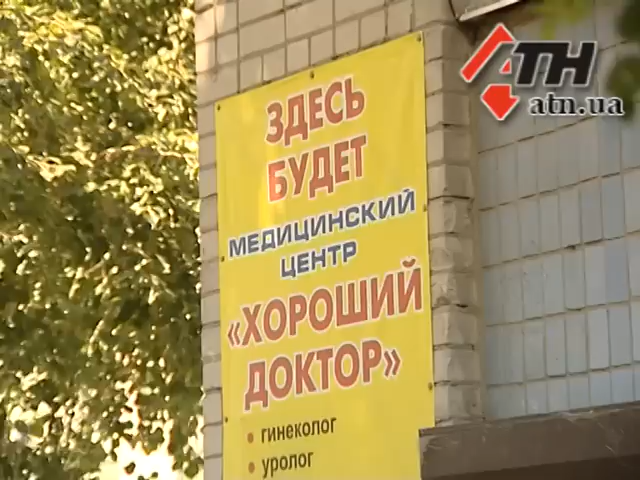 АТН
atn.ua
ЗДЕСЬ
БУДЕТ
МЕДИЦИНСКИЙ
ЦЕНТР
«ХОРОШИЙ
ДОКТОР»
• гинеколог
• уролог